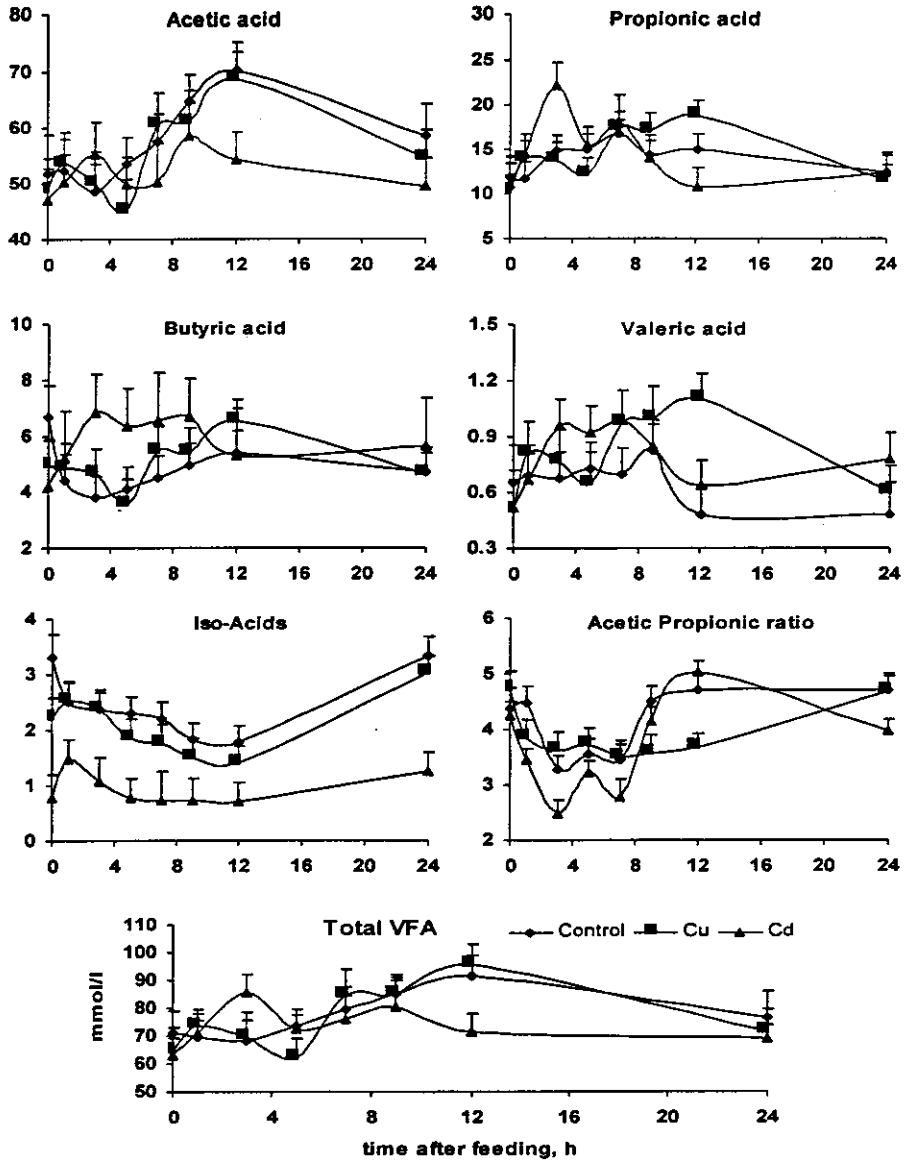 Acetic acid
80
70
60
50
40
0 4 8 12 16 20 24
Propionic acid
30
25
20
15
10
5
0 4 8 12 16 20 24
Butyric acid
10
8
6
4
2
0 4 8 12 16 20 24
Valeric acid
1.5
1.2
0.9
0.6
0.3
0 4 8 12 16 20 24
Iso-Acids
4
3
2
1
0
0 4 8 12 16 20 24
Acetic Propionic ratio
6
5
4
3
2
0 4 8 12 16 20 24
Total VFA
Control Cu Cd
mmol/l
110
100
90
80
70
60
50
0 4 8 12 16 20 24
time after feeding, h